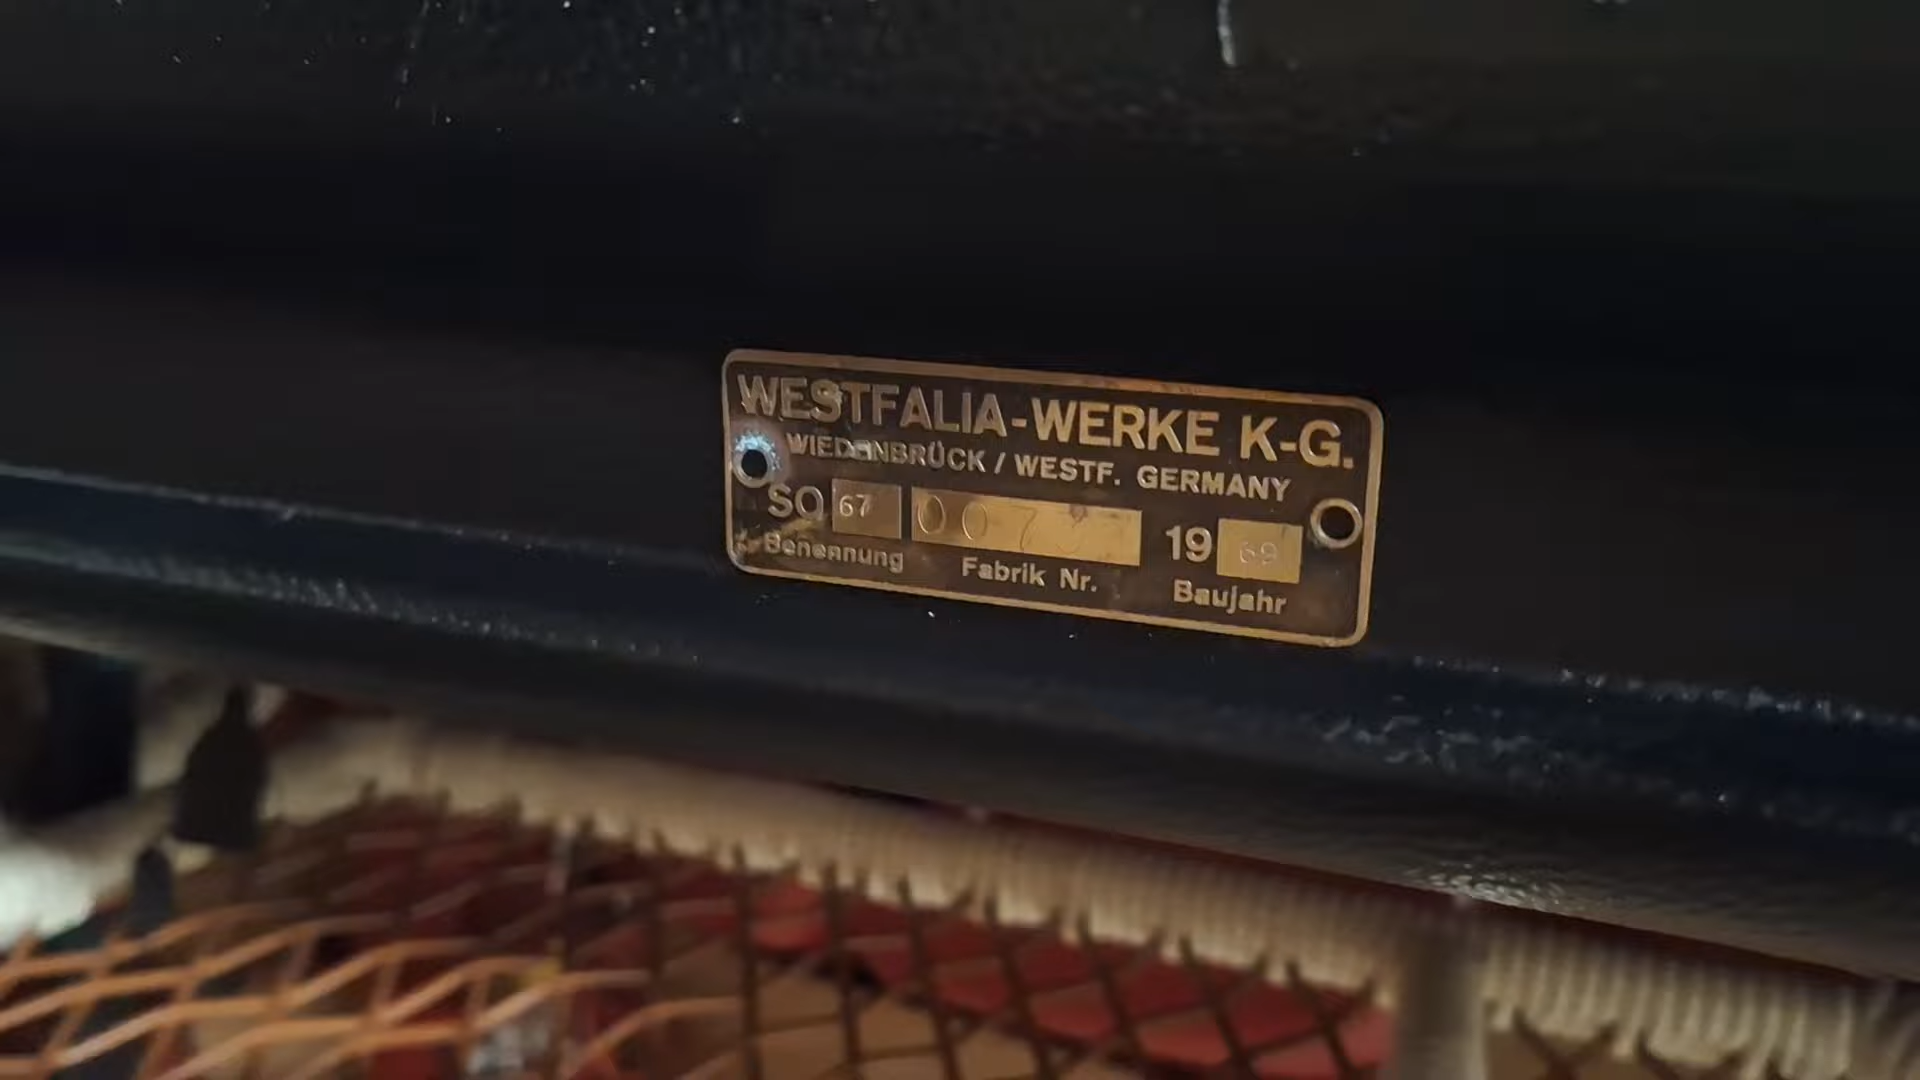 WESTFALIA-WERKE K-G.
WIEDENBRÜCK / WESTF. GERMANY
SO 67 19 69
Benennung Fabrik Nr. Baujahr